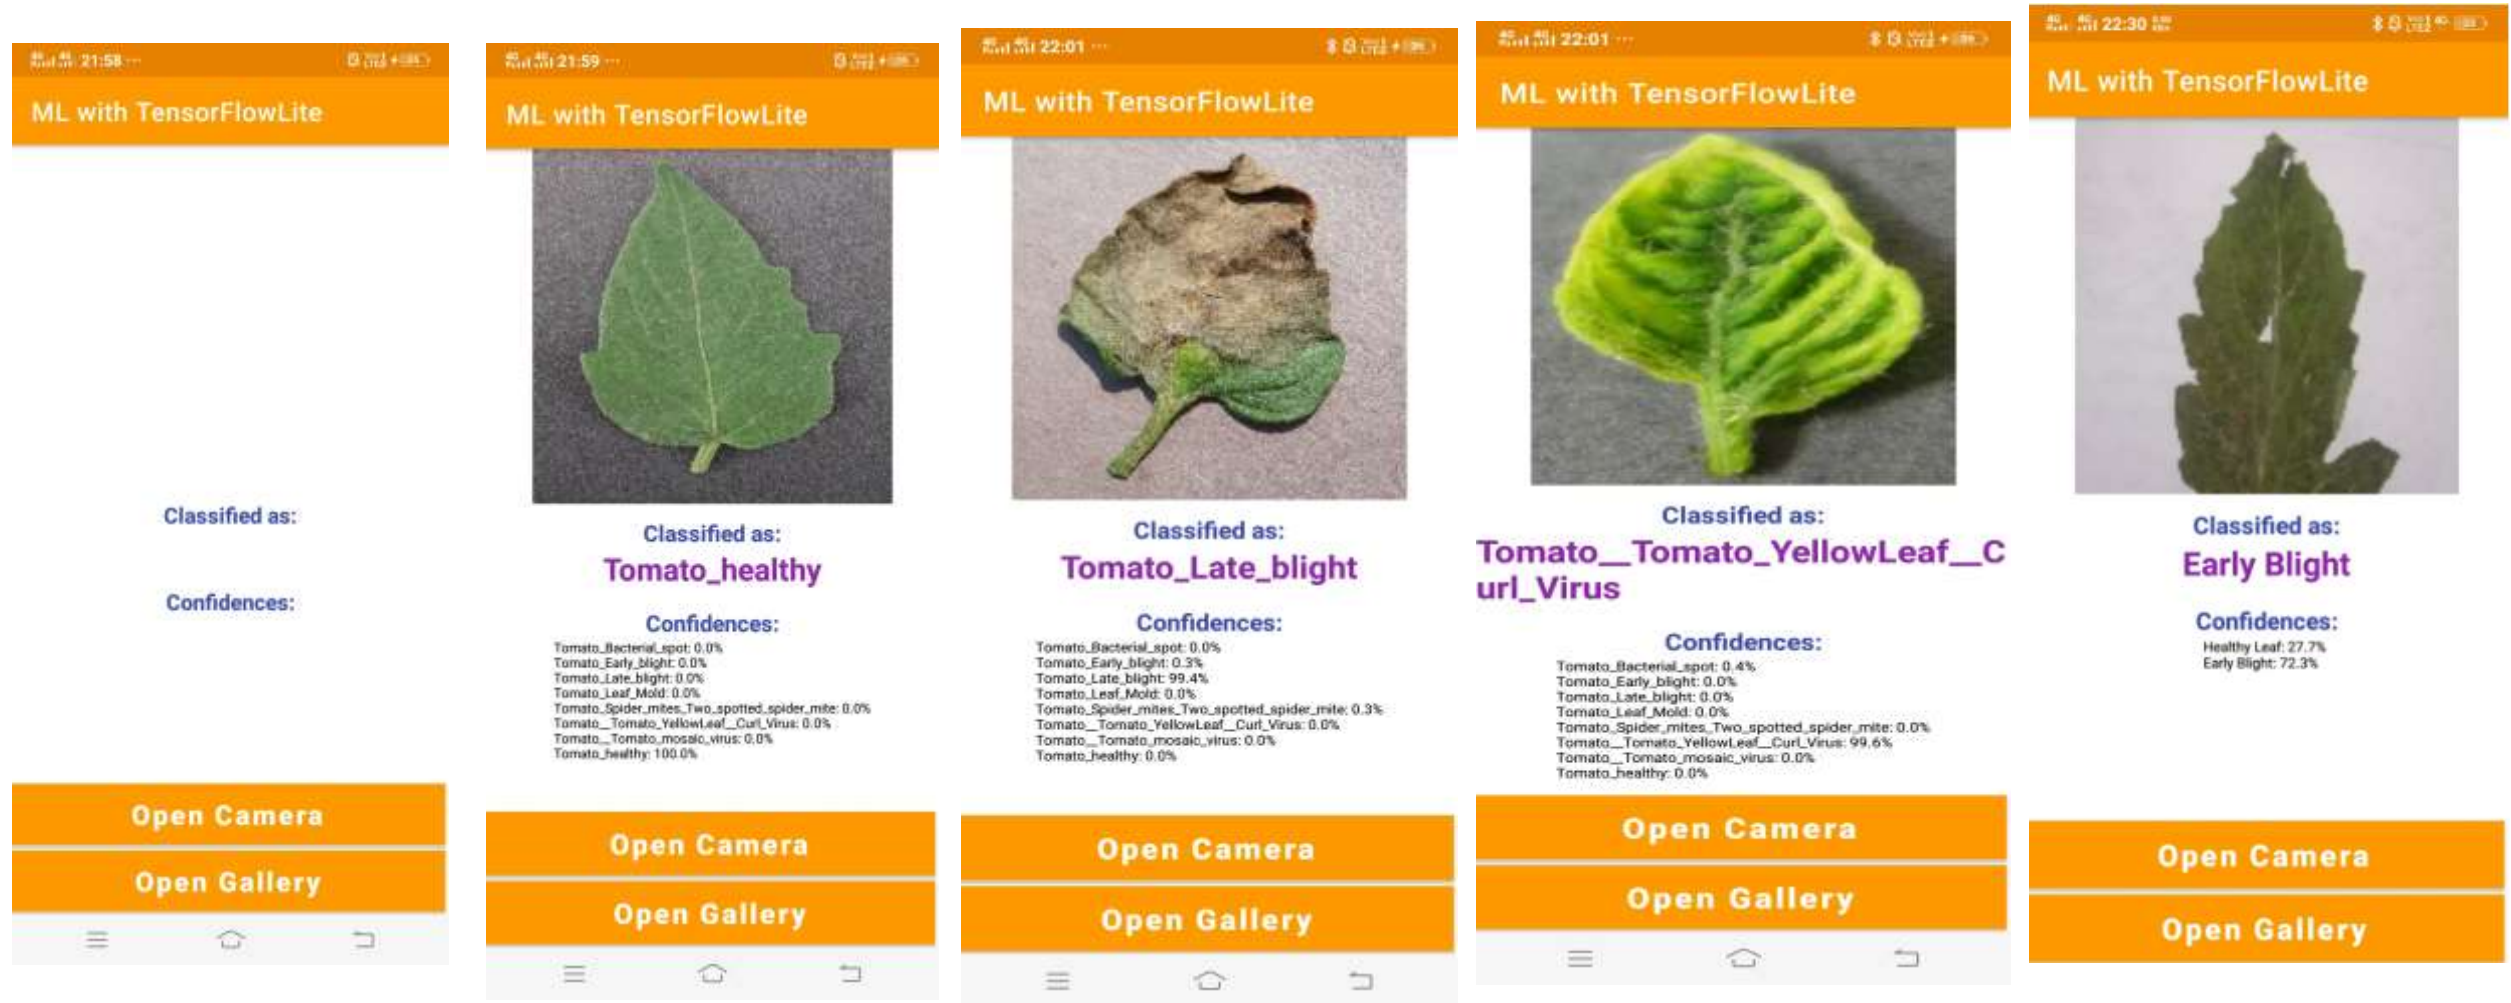 21:58 ...
ML with TensorFlowLite
Classified as:
Confidences:
Open Camera
Open Gallery
21:59 ...
ML with TensorFlowLite
Classified as:
Tomato_healthy
Confidences:
Tomato_Bacterial_spot: 0.0%
Tomato_Early_blight: 0.0%
Tomato_Late_blight: 0.0%
Tomato_Leaf_Mold: 0.0%
Tomato_Spider_mites_Two_spotted_spider_mite: 0.0%
Tomato__Tomato_YellowLeaf__Curl_Virus: 0.0%
Tomato__Tomato_mosaic_virus: 0.0%
Tomato_healthy: 100.0%
Open Camera
Open Gallery
22:01 ...
ML with TensorFlowLite
Classified as:
Tomato_Late_blight
Confidences:
Tomato_Bacterial_spot: 0.0%
Tomato_Early_blight: 0.3%
Tomato_Late_blight: 99.4%
Tomato_Leaf_Mold: 0.0%
Tomato_Spider_mites_Two_spotted_spider_mite: 0.3%
Tomato__Tomato_YellowLeaf__Curl_Virus: 0.0%
Tomato__Tomato_mosaic_virus: 0.0%
Tomato_healthy: 0.0%
Open Camera
Open Gallery
22:01 ...
ML with TensorFlowLite
Classified as:
Tomato__Tomato_YellowLeaf__C
url_Virus
Confidences:
Tomato_Bacterial_spot: 0.4%
Tomato_Early_blight: 0.0%
Tomato_Late_blight: 0.0%
Tomato_Leaf_Mold: 0.0%
Tomato_Spider_mites_Two_spotted_spider_mite: 0.0%
Tomato__Tomato_YellowLeaf__Curl_Virus: 99.6%
Tomato__Tomato_mosaic_virus: 0.0%
Tomato_healthy: 0.0%
Open Camera
Open Gallery
22:30
ML with TensorFlowLite
Classified as:
Early Blight
Confidences:
Healthy Leaf: 27.7%
Early Blight: 72.3%
Open Camera
Open Gallery